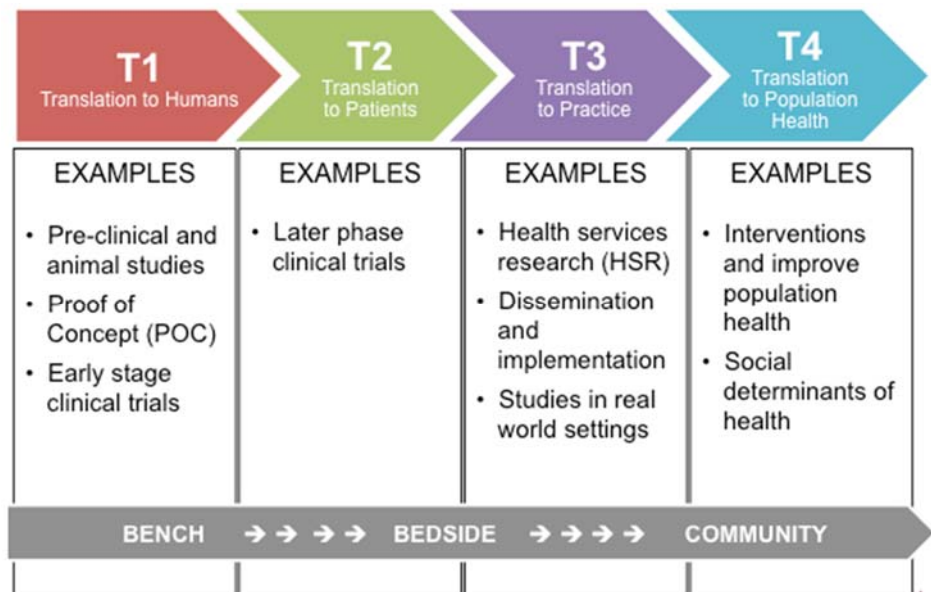 T1
Translation to Humans
T2
Translation
to Patients
T3
Translation
to Practice
T4
Translation
to Population
Health
EXAMPLES
• Pre-clinical and
animal studies
• Proof of
Concept (POC)
• Early stage
clinical trials
EXAMPLES
• Later phase
clinical trials
EXAMPLES
• Health services
research (HSR)
• Dissemination
and
implementation
• Studies in real
world settings
EXAMPLES
• Interventions
and improve
population
health
• Social
determinants of
health
BENCH → → → → BEDSIDE → → → → COMMUNITY